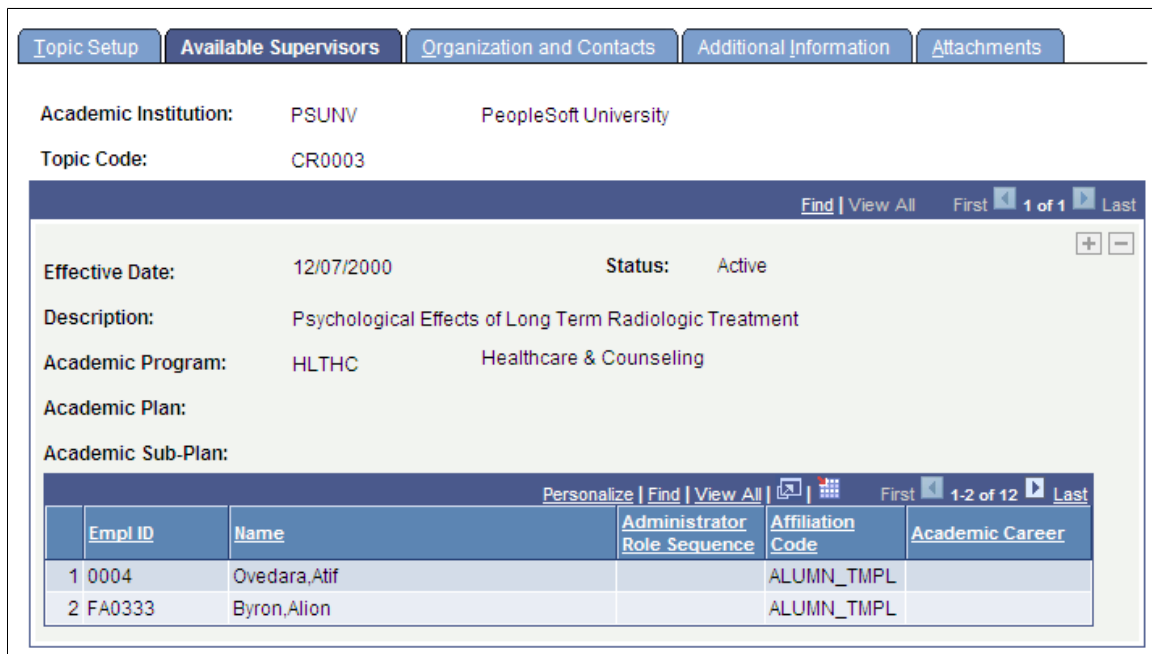 Topic Setup Available Supervisors Organization and Contacts Additional Information Attachments
Academic Institution: PSUNV PeopleSoft University
Topic Code: CR0003
Find | View All First 1 of 1 Last
Effective Date: 12/07/2000 Status: Active
Description: Psychological Effects of Long Term Radiologic Treatment
Academic Program: HLTHC Healthcare & Counseling
Academic Plan:
Academic Sub-Plan:
Personalize | Find | View All | | First 1-2 of 12 Last
Empl ID Name Administrator Role Sequence Affiliation Code Academic Career
1 0004 Ovedara,Atif ALUMN_TMPL
2 FA0333 Byron,Alion ALUMN_TMPL